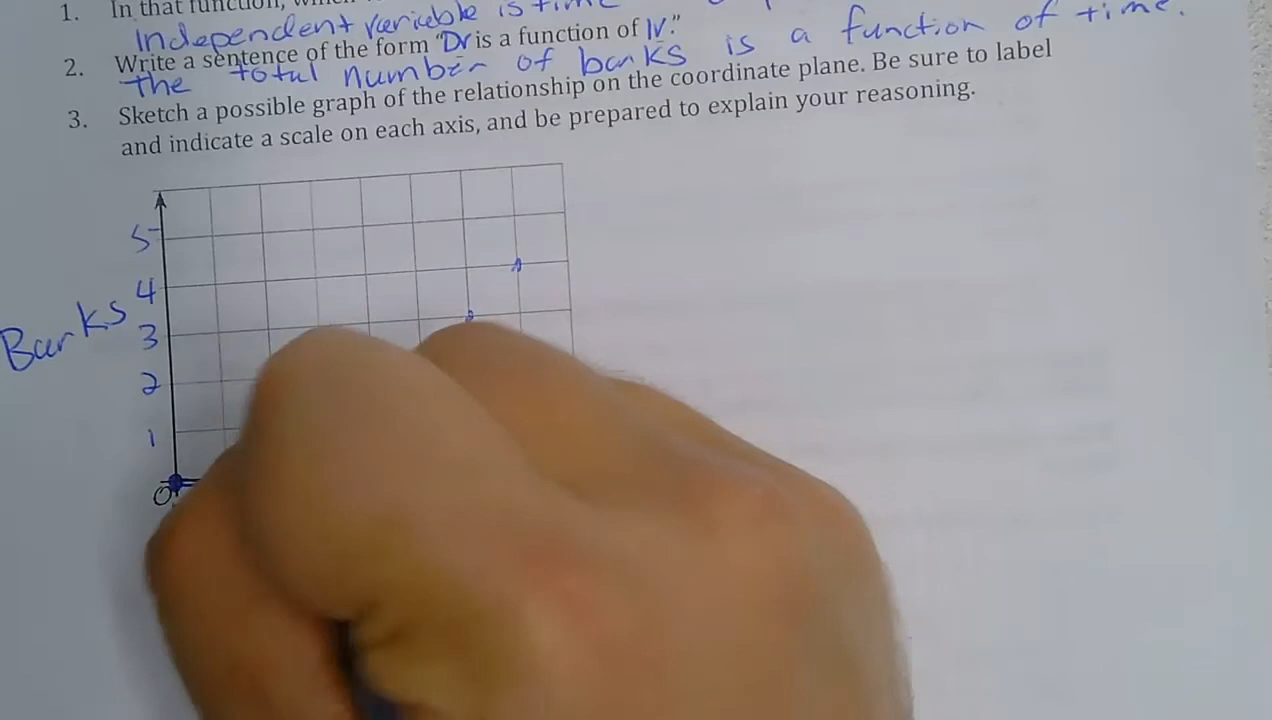 1. In that function,
Independent variable is time
2. Write a sentence of the form "DV is a function of IV."
The total number of barks is a function of time.
3. Sketch a possible graph of the relationship on the coordinate plane. Be sure to label
and indicate a scale on each axis, and be prepared to explain your reasoning.
5
4
Barks
3
2
1
0